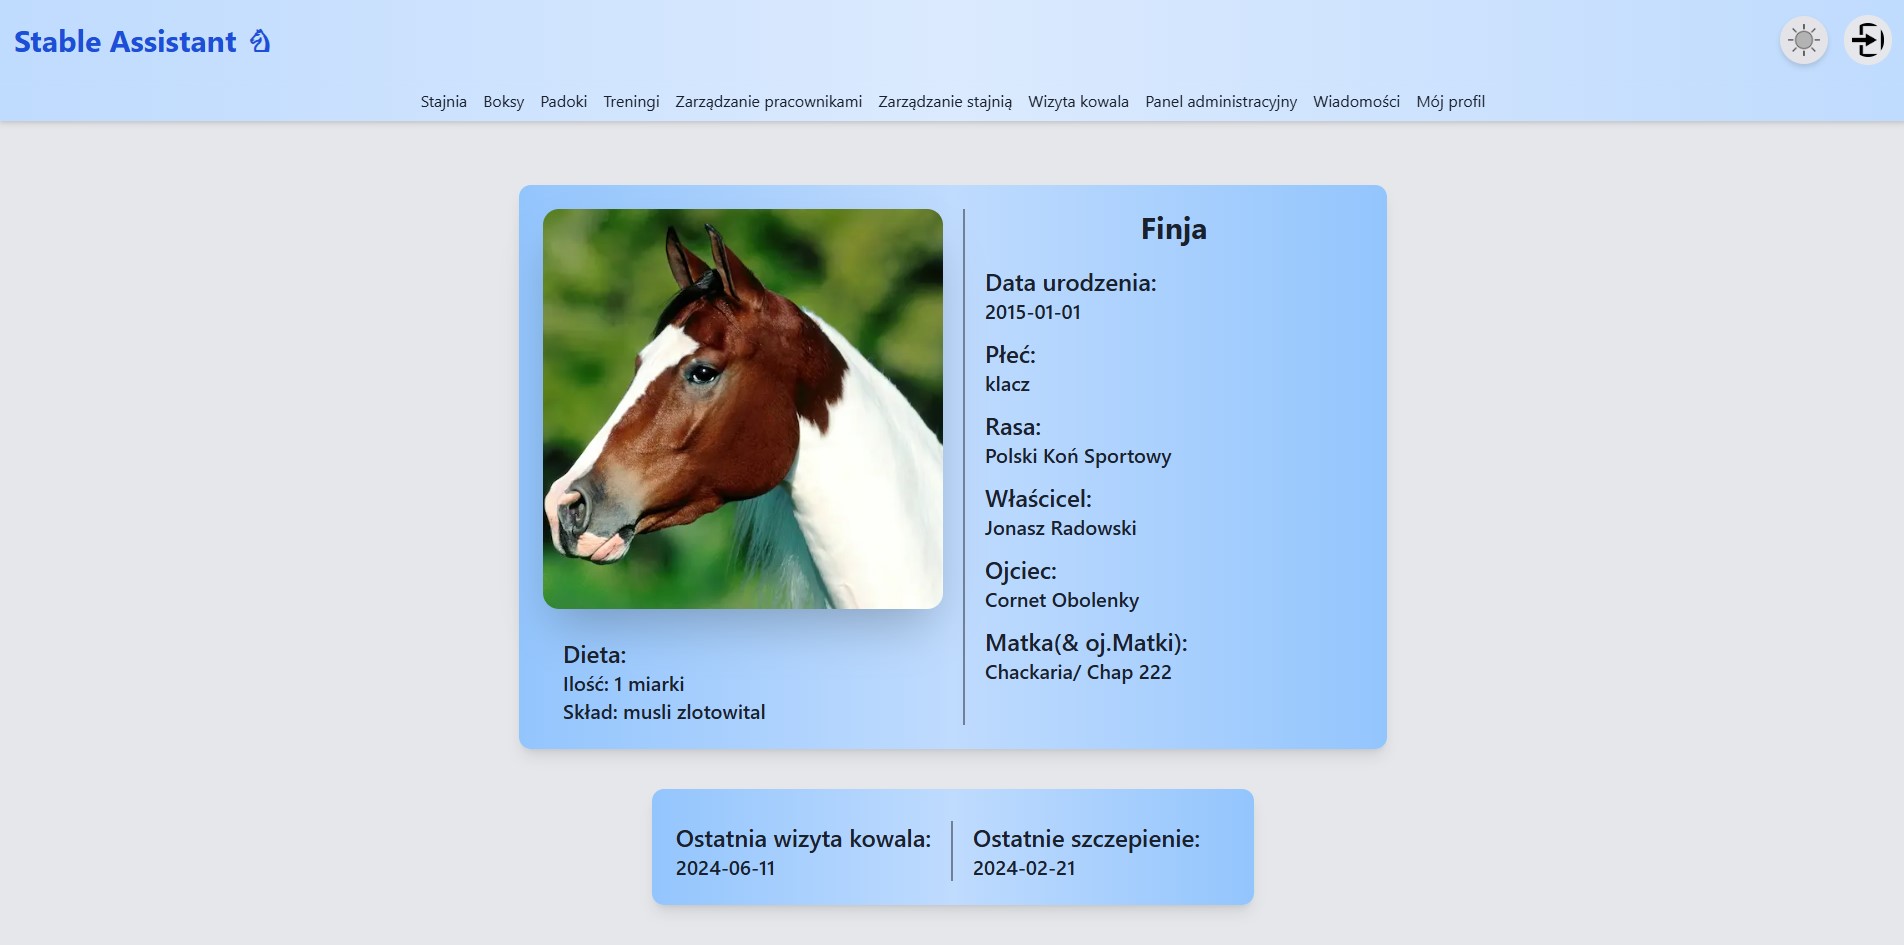 Stable Assistant
Stajnia Boksy Padoki Treningi Zarządzanie pracownikami Zarządzanie stajnią Wizyta kowala Panel administracyjny Wiadomości Mój profil
Finja
Data urodzenia:
2015-01-01
Płeć:
klacz
Rasa:
Polski Koń Sportowy
Właścicel:
Jonasz Radowski
Ojciec:
Cornet Obolenky
Matka(& oj.Matki):
Chackaria/ Chap 222
Dieta:
Ilość: 1 miarki
Skład: musli zlotowital
Ostatnia wizyta kowala:
2024-06-11
Ostatnie szczepienie:
2024-02-21